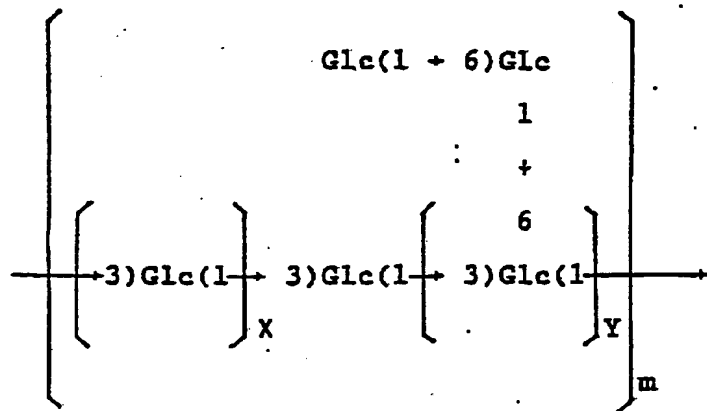 Glc(1 + 6)GLc
1
+
6
3)Glc(1 → 3)Glc(1 → 3)Glc(1
X
Y
m